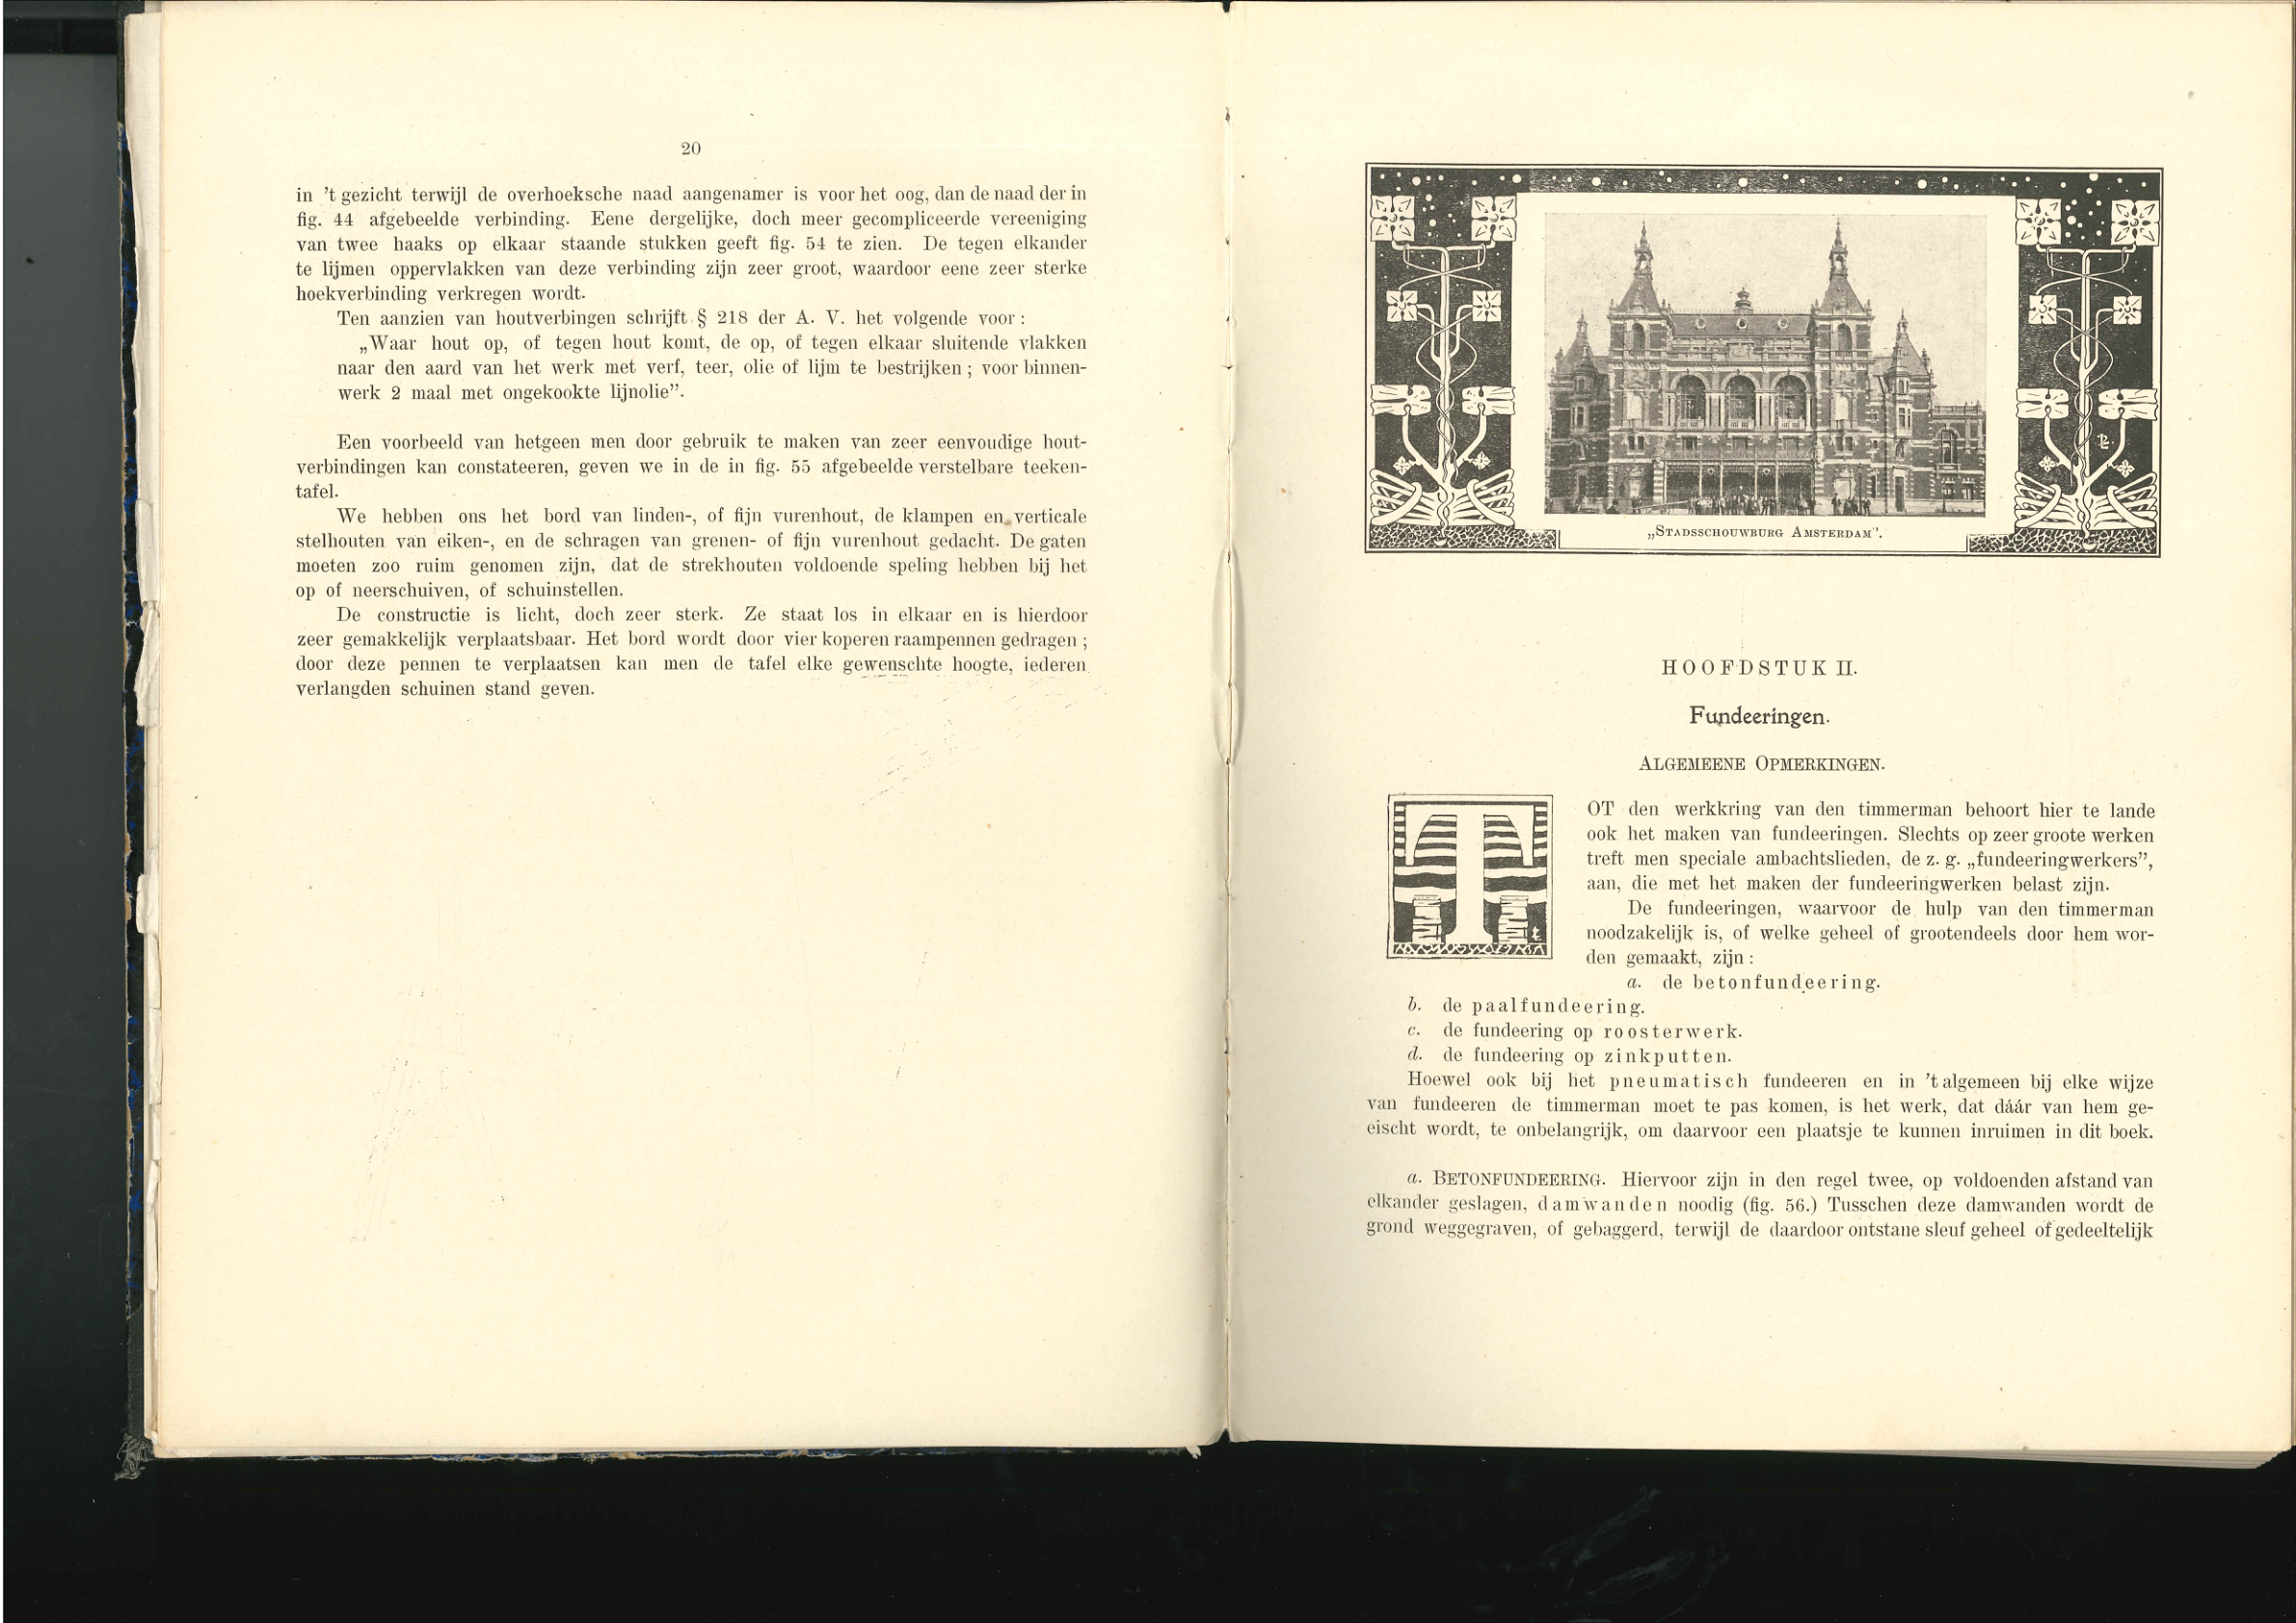 20
in 't gezicht terwijl de overhoeksche naad aangenamer is voor het oog, dan de naad der in
fig. 44 afgebeelde verbinding. Eene dergelijke, doch meer gecompliceerde vereeniging
van twee haaks op elkaar staande stukken geeft fig. 54 te zien. De tegen elkander
te lijmen oppervlakken van deze verbinding zijn zeer groot, waardoor eene zeer sterke
hoekverbinding verkregen wordt.
Ten aanzien van houtverbingen schrijft § 218 der A. V. het volgende voor:
„Waar hout op, of tegen hout komt, de op, of tegen elkaar sluitende vlakken
naar den aard van het werk met verf, teer, olie of lijm te bestrijken; voor binnen-
werk 2 maal met ongekookte lijnolie”.
Een voorbeeld van hetgeen men door gebruik te maken van zeer eenvoudige hout-
verbindingen kan constateeren, geven we in de in fig. 55 afgebeelde verstelbare teeken-
tafel.
We hebben ons het bord van linden-, of fijn vurenhout, de klampen en verticale
stelhouten van eiken-, en de schragen van grenen- of fijn vurenhout gedacht. De gaten
moeten zoo ruim genomen zijn, dat de strekhouten voldoende speling hebben bij het
op of neerschuiven, of schuinstellen.
De constructie is licht, doch zeer sterk. Ze staat los in elkaar en is hierdoor
zeer gemakkelijk verplaatsbaar. Het bord wordt door vier koperen raampennen gedragen;
door deze pennen te verplaatsen kan men de tafel elke gewenschte hoogte, iederen
verlangden schuinen stand geven.
„Stadsschouwburg Amsterdam”.
HOOFDSTUK II.
Fundeeringen.
Algemeene Opmerkingen.
TOT den werkkring van den timmerman behoort hier te lande
ook het maken van fundeeringen. Slechts op zeer groote werken
treft men speciale ambachtslieden, de z. g. „fundeeringwerkers”,
aan, die met het maken der fundeeringwerken belast zijn.
De fundeeringen, waarvoor de hulp van den timmerman
noodzakelijk is, of welke geheel of grootendeels door hem wor-
den gemaakt, zijn:
a. de betonfundeering.
b. de paalfundeering.
c. de fundeering op roosterwerk.
d. de fundeering op zinkputten.
Hoewel ook bij het pneumatisch fundeeren en in 't algemeen bij elke wijze
van fundeeren de timmerman moet te pas komen, is het werk, dat dáár van hem ge-
eischt wordt, te onbelangrijk, om daarvoor een plaatsje te kunnen inruimen in dit boek.
a. Betonfundeering. Hiervoor zijn in den regel twee, op voldoenden afstand van
elkander geslagen, damwanden noodig (fig. 56.) Tusschen deze damwanden wordt de
grond weggegraven, of gebaggerd, terwijl de daardoor ontstane sleuf geheel of gedeeltelijk